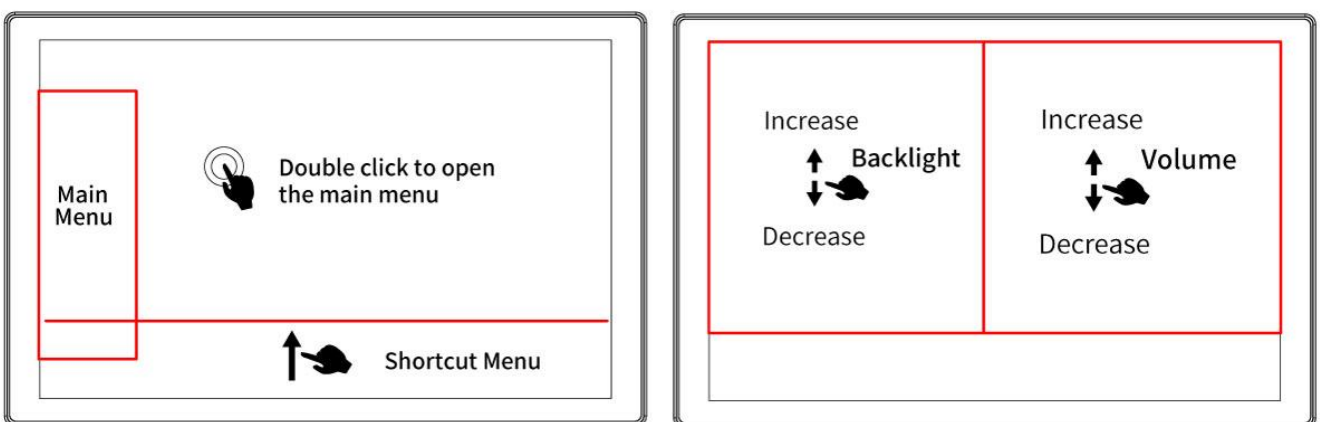 Main
Menu
Double click to open
the main menu
Shortcut Menu
Increase
Backlight
Decrease
Increase
Volume
Decrease